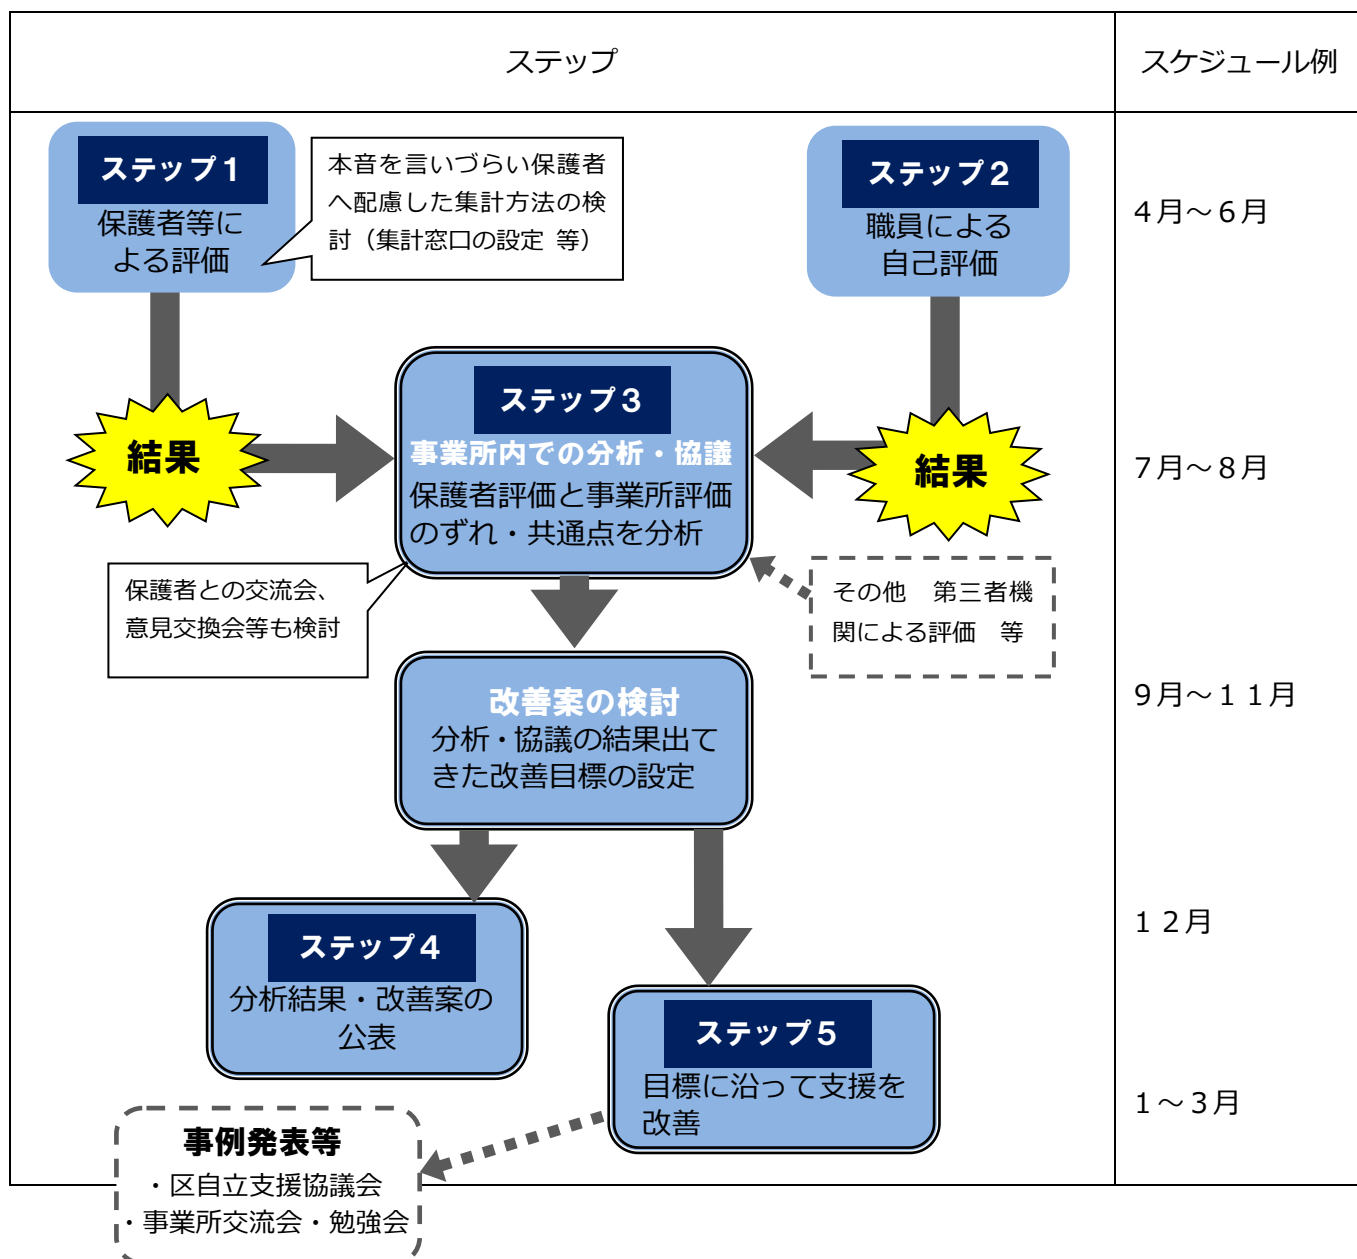 ステップ
スケジュール例
ステップ１
保護者等に
よる評価
本音を言いづらい保護者
へ配慮した集計方法の検
討（集計窓口の設定 等）
ステップ２
職員による
自己評価
４月～６月
結果
ステップ３
事業所内での分析・協議
保護者評価と事業所評価
のずれ・共通点を分析
結果
７月～８月
保護者との交流会、
意見交換会等も検討
その他　第三者機
関による評価　等
改善案の検討
分析・協議の結果出て
きた改善目標の設定
９月～１１月
ステップ４
分析結果・改善案の
公表
１２月
ステップ５
目標に沿って支援を
改善
１～３月
事例発表等
・区自立支援協議会
・事業所交流会・勉強会